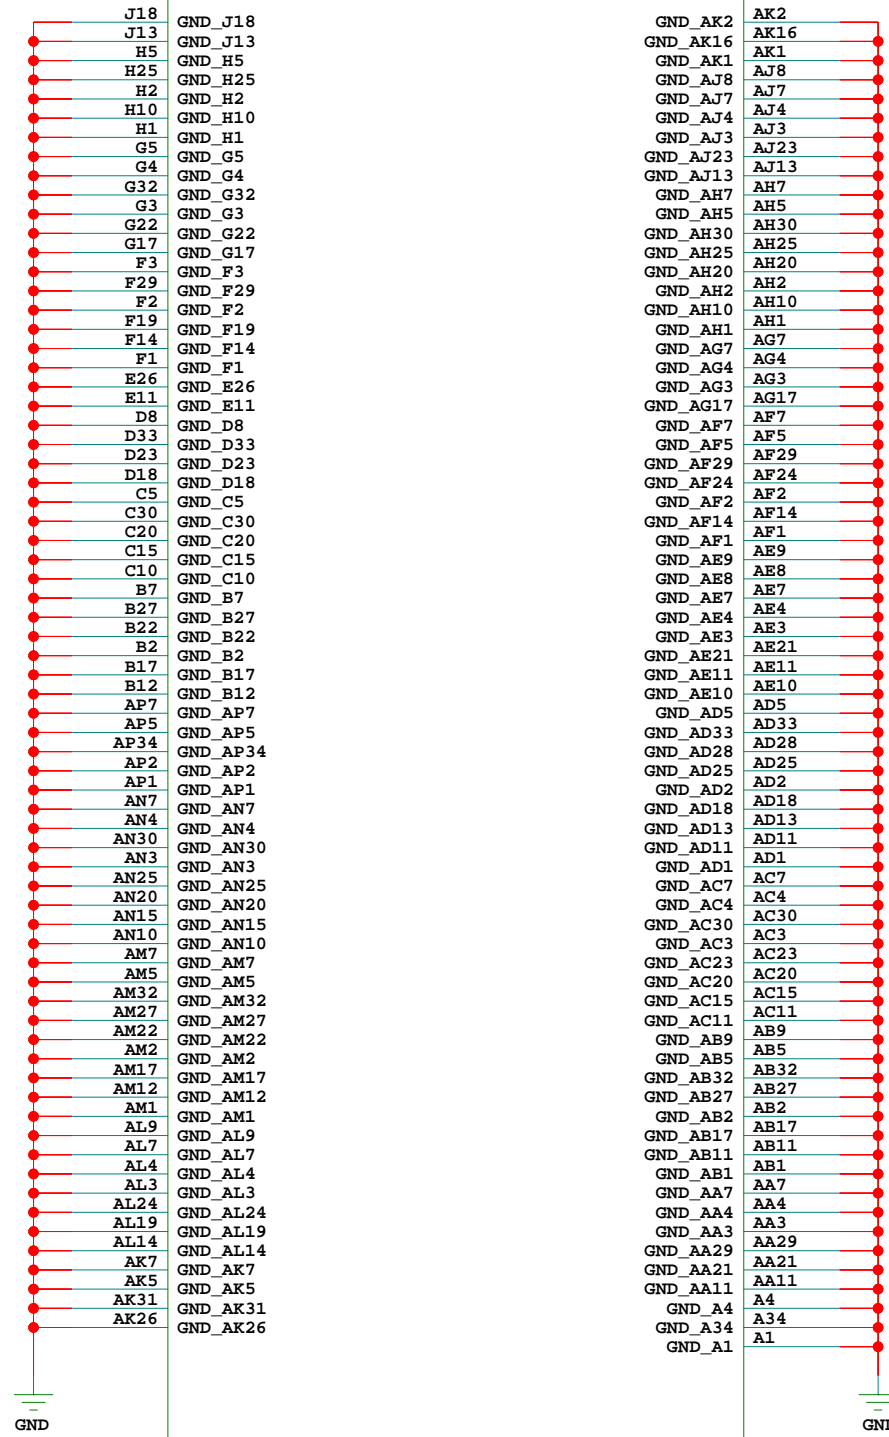 J18 GND_J18 GND_AK2 AK2
J13 GND_J13 GND_AK16 AK16
H5 GND_H5 GND_AK1 AK1
H25 GND_H25 GND_AJ8 AJ8
H2 GND_H2 GND_AJ7 AJ7
H10 GND_H10 GND_AJ4 AJ4
H1 GND_H1 GND_AJ3 AJ3
G5 GND_G5 GND_AJ23 AJ23
G4 GND_G4 GND_AJ13 AJ13
G32 GND_G32 GND_AH7 AH7
G3 GND_G3 GND_AH5 AH5
G22 GND_G22 GND_AH30 AH30
G17 GND_G17 GND_AH25 AH25
F3 GND_F3 GND_AH20 AH20
F29 GND_F29 GND_AH2 AH2
F2 GND_F2 GND_AH10 AH10
F19 GND_F19 GND_AH1 AH1
F14 GND_F14 GND_AG7 AG7
F1 GND_F1 GND_AG4 AG4
E26 GND_E26 GND_AG3 AG3
E11 GND_E11 GND_AG17 AG17
D8 GND_D8 GND_AF7 AF7
D33 GND_D33 GND_AF5 AF5
D23 GND_D23 GND_AF29 AF29
D18 GND_D18 GND_AF24 AF24
C5 GND_C5 GND_AF2 AF2
C30 GND_C30 GND_AF14 AF14
C20 GND_C20 GND_AF1 AF1
C15 GND_C15 GND_AE9 AE9
C10 GND_C10 GND_AE8 AE8
B7 GND_B7 GND_AE7 AE7
B27 GND_B27 GND_AE4 AE4
B22 GND_B22 GND_AE3 AE3
B2 GND_B2 GND_AE21 AE21
B17 GND_B17 GND_AE11 AE11
B12 GND_B12 GND_AE10 AE10
AP7 GND_AP7 GND_AD5 AD5
AP5 GND_AP5 GND_AD33 AD33
AP34 GND_AP34 GND_AD28 AD28
AP2 GND_AP2 GND_AD25 AD25
AP1 GND_AP1 GND_AD2 AD2
AN7 GND_AN7 GND_AD18 AD18
AN4 GND_AN4 GND_AD13 AD13
AN30 GND_AN30 GND_AD11 AD11
AN3 GND_AN3 GND_AD1 AD1
AN25 GND_AN25 GND_AC7 AC7
AN20 GND_AN20 GND_AC4 AC4
AN15 GND_AN15 GND_AC30 AC30
AN10 GND_AN10 GND_AC3 AC3
AM7 GND_AM7 GND_AC23 AC23
AM5 GND_AM5 GND_AC20 AC20
AM32 GND_AM32 GND_AC15 AC15
AM27 GND_AM27 GND_AC11 AC11
AM22 GND_AM22 GND_AB9 AB9
AM2 GND_AM2 GND_AB5 AB5
AM17 GND_AM17 GND_AB32 AB32
AM12 GND_AM12 GND_AB27 AB27
AM1 GND_AM1 GND_AB2 AB2
AL9 GND_AL9 GND_AB17 AB17
AL7 GND_AL7 GND_AB11 AB11
AL4 GND_AL4 GND_AB1 AB1
AL3 GND_AL3 GND_AA7 AA7
AL24 GND_AL24 GND_AA4 AA4
AL19 GND_AL19 GND_AA3 AA3
AL14 GND_AL14 GND_AA29 AA29
AK7 GND_AK7 GND_AA21 AA21
AK5 GND_AK5 GND_AA11 AA11
AK31 GND_AK31 GND_A4 A4
AK26 GND_AK26 GND_A34 A34
GND_A1 A1
GND GND